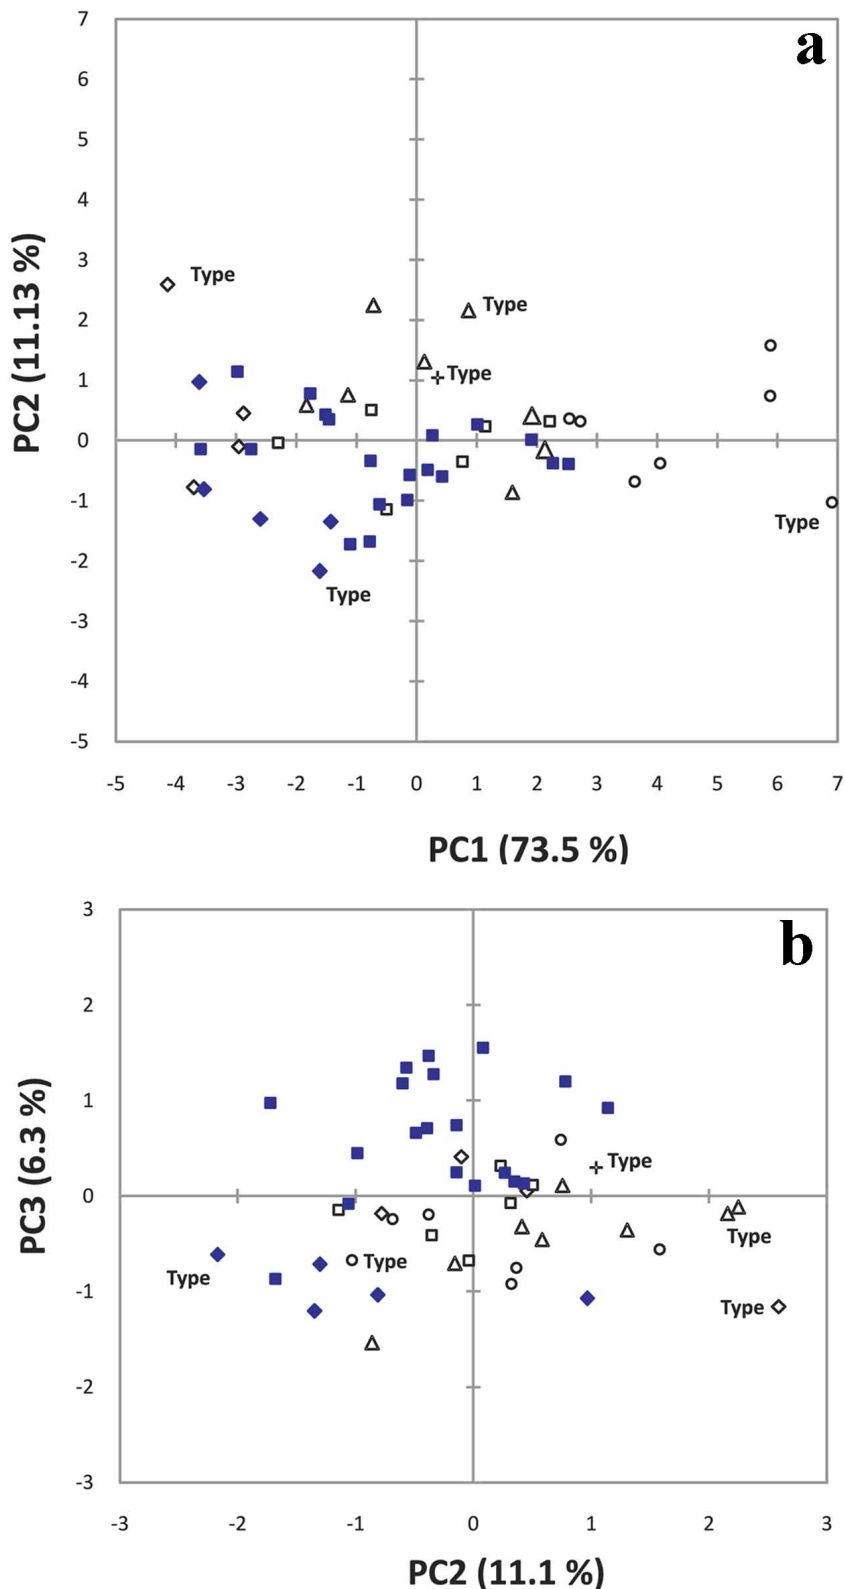 a
7
6
5
4
3
2
1
0
-1
-2
-3
-4
-5
PC2 (11.13 %)
Type
Type
Type
Type
Type
-5 -4 -3 -2 -1 0 1 2 3 4 5 6 7
PC1 (73.5 %)
b
3
2
1
0
-1
-2
-3
PC3 (6.3 %)
Type
Type
Type
Type
Type
-3 -2 -1 0 1 2 3
PC2 (11.1 %)